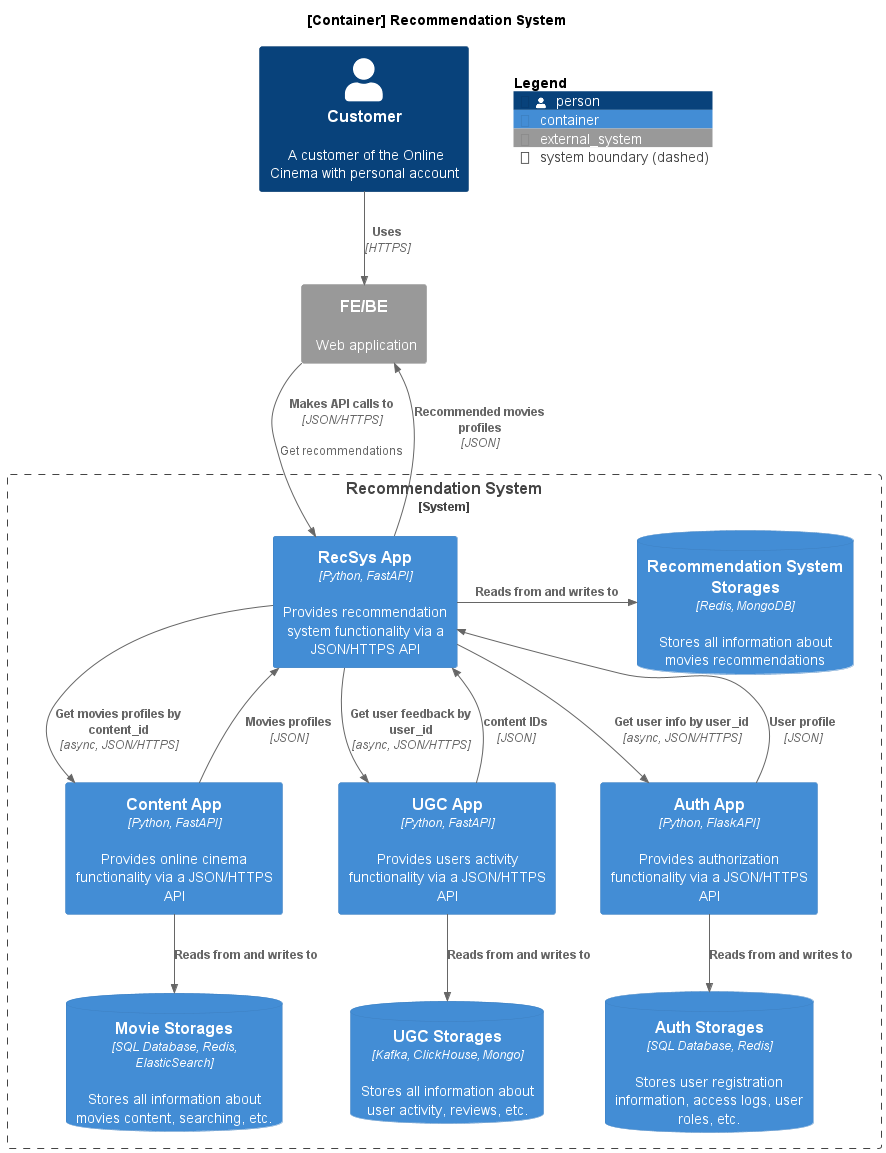 [Container] Recommendation System
Customer
A customer of the Online
Cinema with personal account
Legend
person
container
external_system
system boundary (dashed)
Uses
[HTTPS]
FE/BE
Web application
Makes API calls to
[JSON/HTTPS]
Get recommendations
Recommended movies
profiles
[JSON]
Recommendation System
[System]
RecSys App
[Python, FastAPI]
Provides recommendation
system functionality via a
JSON/HTTPS API
Reads from and writes to
Recommendation System
Storages
[Redis, MongoDB]
Stores all information about
movies recommendations
Get movies profiles by
content_id
[async, JSON/HTTPS]
Movies profiles
[JSON]
Get user feedback by
user_id
[async, JSON/HTTPS]
content IDs
[JSON]
Get user info by user_id
[async, JSON/HTTPS]
User profile
[JSON]
Content App
[Python, FastAPI]
Provides online cinema
functionality via a JSON/HTTPS
API
UGC App
[Python, FastAPI]
Provides users activity
functionality via a JSON/HTTPS
API
Auth App
[Python, FlaskAPI]
Provides authorization
functionality via a JSON/HTTPS
API
Reads from and writes to
Reads from and writes to
Reads from and writes to
Movie Storages
[SQL Database, Redis,
ElasticSearch]
Stores all information about
movies content, searching, etc.
UGC Storages
[Kafka, ClickHouse, Mongo]
Stores all information about
user activity, reviews, etc.
Auth Storages
[SQL Database, Redis]
Stores user registration
information, access logs, user
roles, etc.